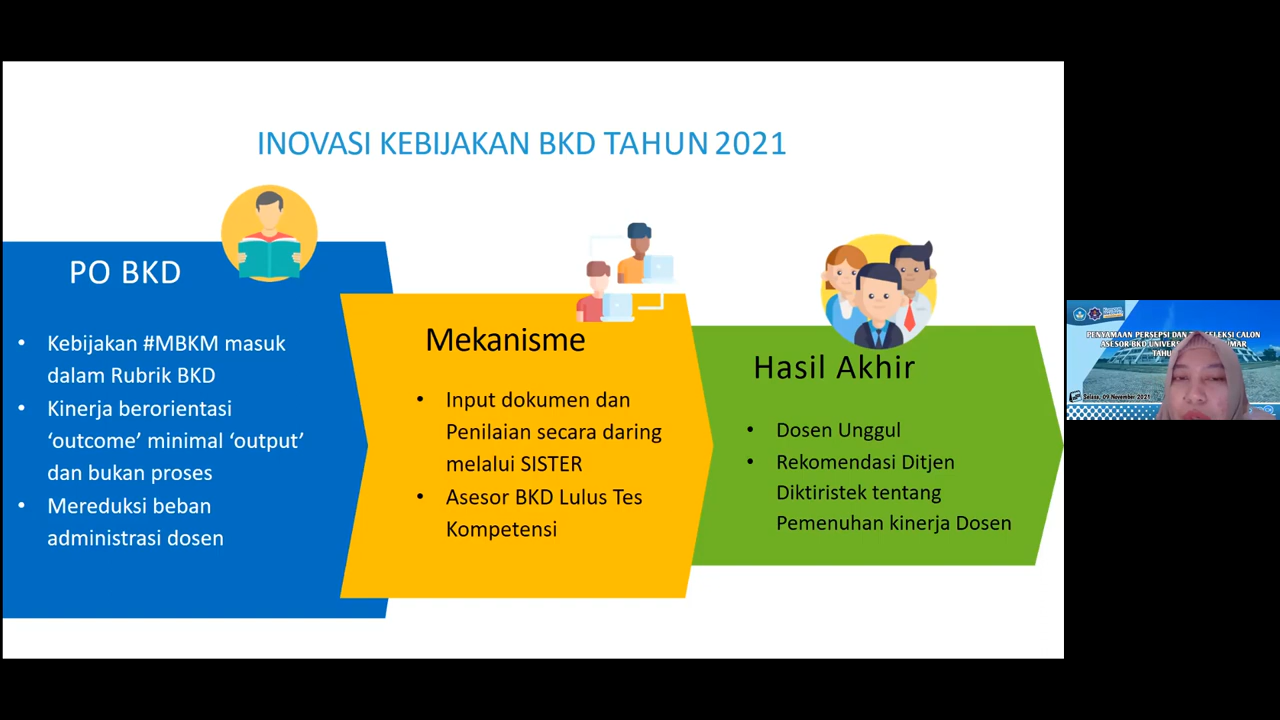 INOVASI KEBIJAKAN BKD TAHUN 2021
PO BKD
• Kebijakan #MBKM masuk
dalam Rubrik BKD
• Kinerja berorientasi
‘outcome’ minimal ‘output’
dan bukan proses
• Mereduksi beban
administrasi dosen
Mekanisme
• Input dokumen dan
Penilaian secara daring
melalui SISTER
• Asesor BKD Lulus Tes
Kompetensi
Hasil Akhir
• Dosen Unggul
• Rekomendasi Ditjen
Diktiristek tentang
Pemenuhan kinerja Dosen
PENYAMAAN PERSEPSI DAN SELEKSI CALON
ASESOR BKD
Selasa, 09 November 2021